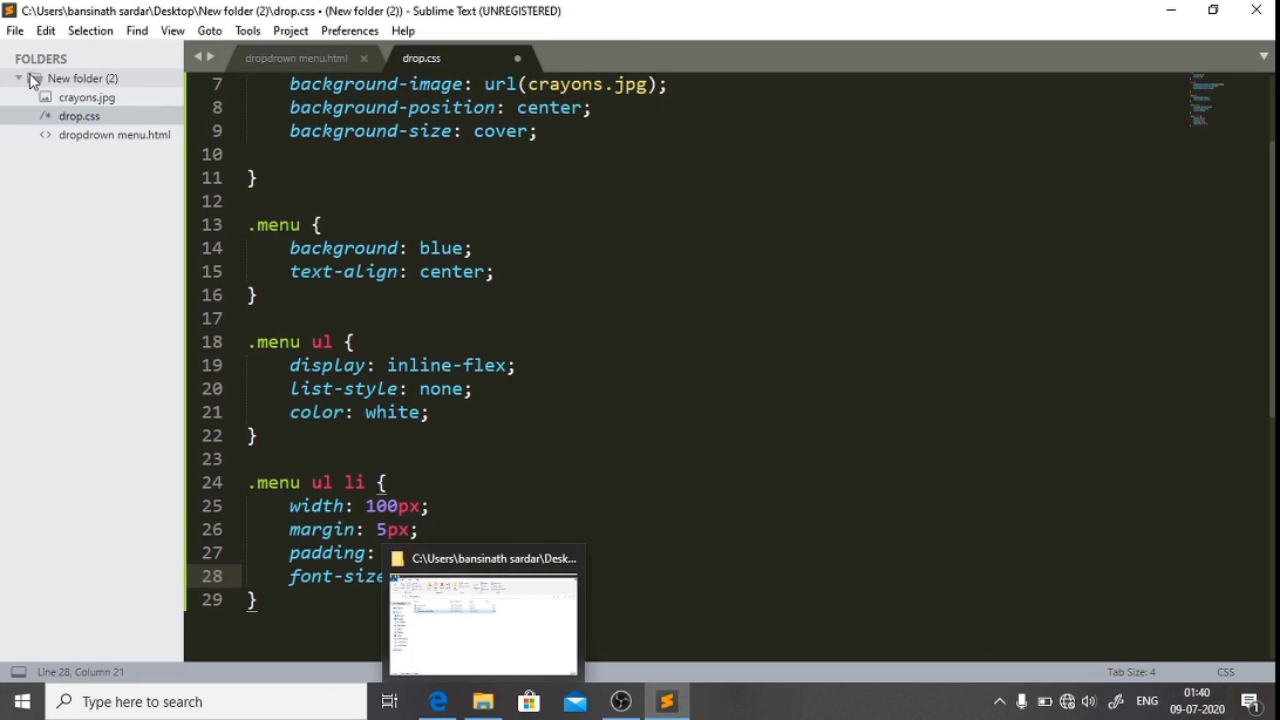 C:\Users\bansinath sardar\Desktop\New folder (2)\drop.css • (New folder (2)) - Sublime Text (UNREGISTERED)
File Edit Selection Find View Goto Tools Project Preferences Help
FOLDERS
New folder (2)
crayons.jpg
/* drop.css
<> dropdrown menu.html
dropdrown menu.html
drop.css
7 background-image: url(crayons.jpg);
8 background-position: center;
9 background-size: cover;
10
11 }
12
13 .menu {
14 background: blue;
15 text-align: center;
16 }
17
18 .menu ul {
19 display: inline-flex;
20 list-style: none;
21 color: white;
22 }
23
24 .menu ul li {
25 width: 100px;
26 margin: 5px;
27 padding:
28 font-size
29 }
C:\Users\bansinath sardar\Desk...
Line 28, Column 21
Tab Size: 4
CSS
Type here to search
ENG
01:40
09-07-2020
1